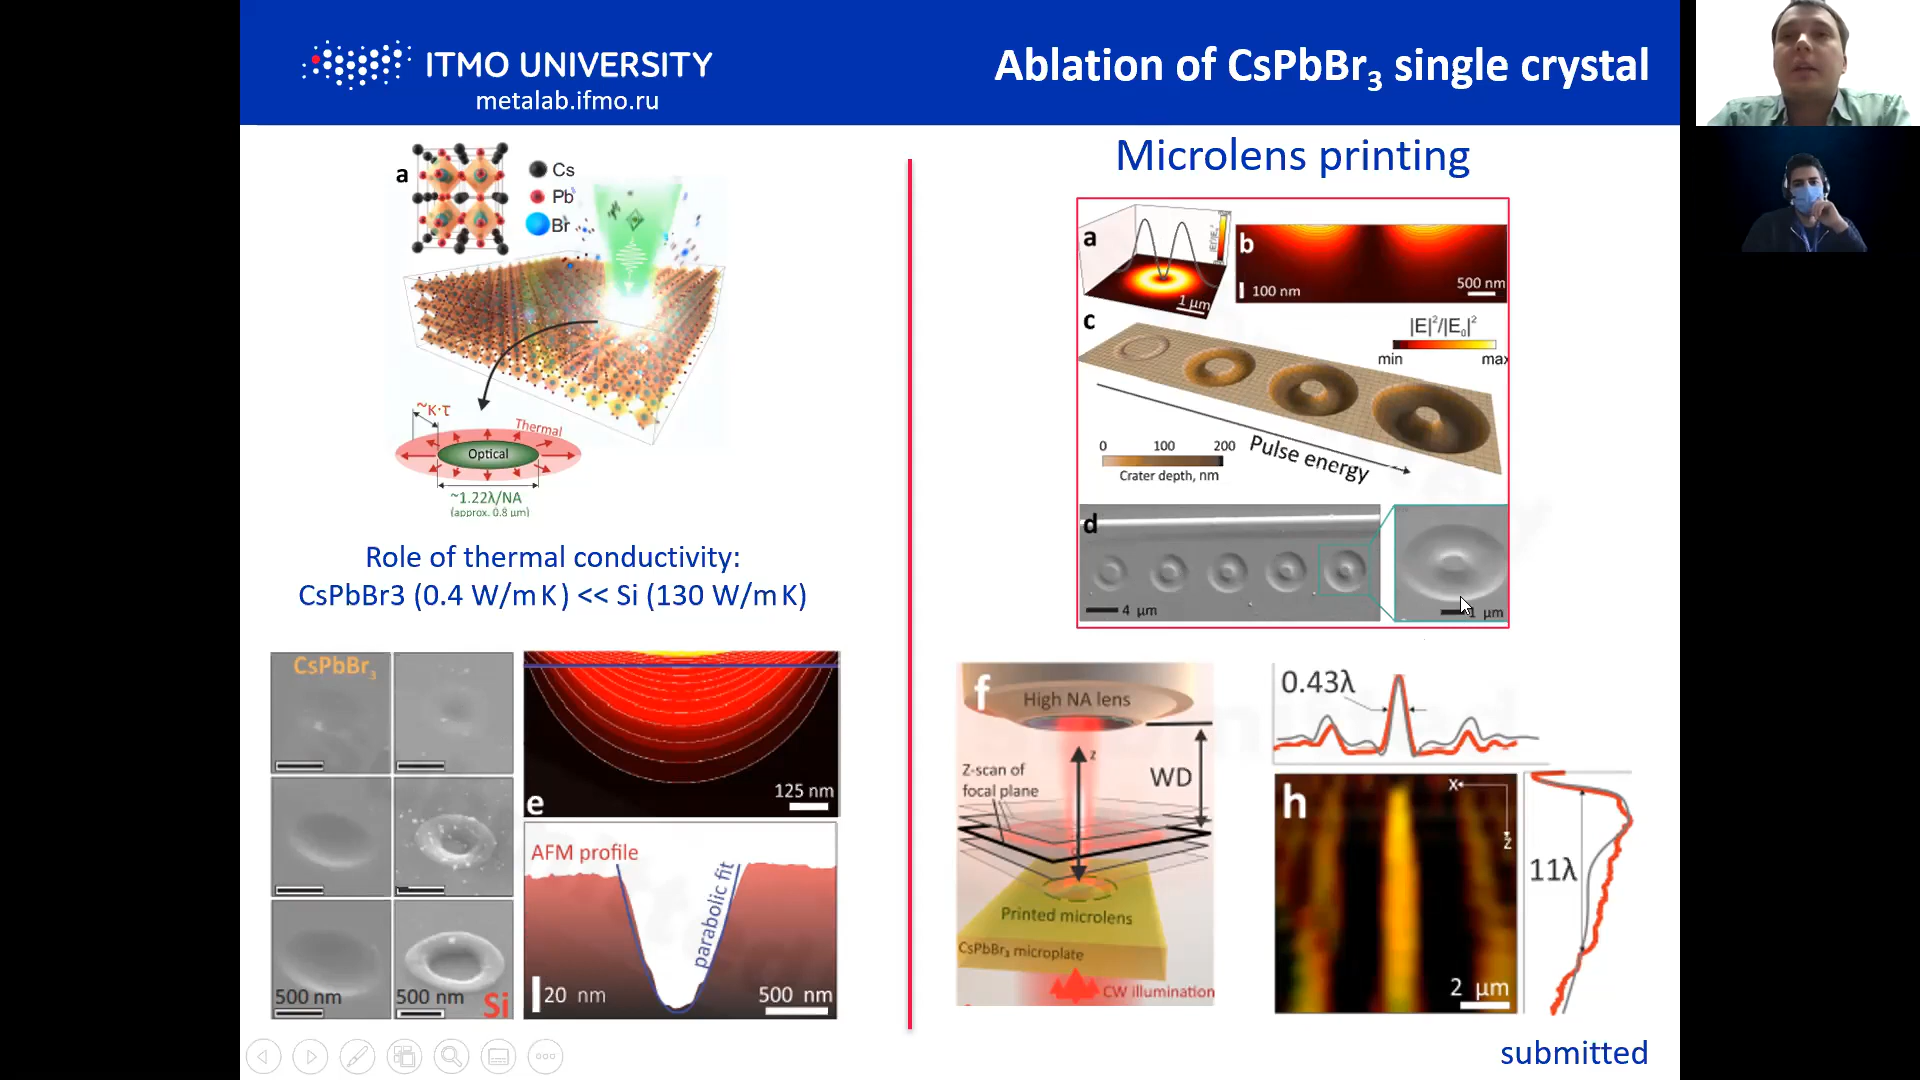 ITMO UNIVERSITY
metalab.ifmo.ru
Ablation of CsPbBr₃ single crystal
a
Cs
Pb
Br
~κ·τ
Thermal
Optical
~1.22λ/NA
(approx. 0.8 μm)
Role of thermal conductivity:
CsPbBr3 (0.4 W/mK) << Si (130 W/mK)
CsPbBr₃
500 nm
500 nm
Si
125 nm
e
AFM profile
parabolic fit
20 nm
500 nm
Microlens printing
a
1 μm
b
100 nm
500 nm
|E|²/|E₀|²
min
max
c
0 100 200
Crater depth, nm
Pulse energy
d
4 μm
1 μm
f
High NA lens
z
WD
Z-scan of
focal plane
Printed microlens
CsPbBr₃ microplate
CW illumination
0.43λ
h
x
z
2 μm
11λ
submitted